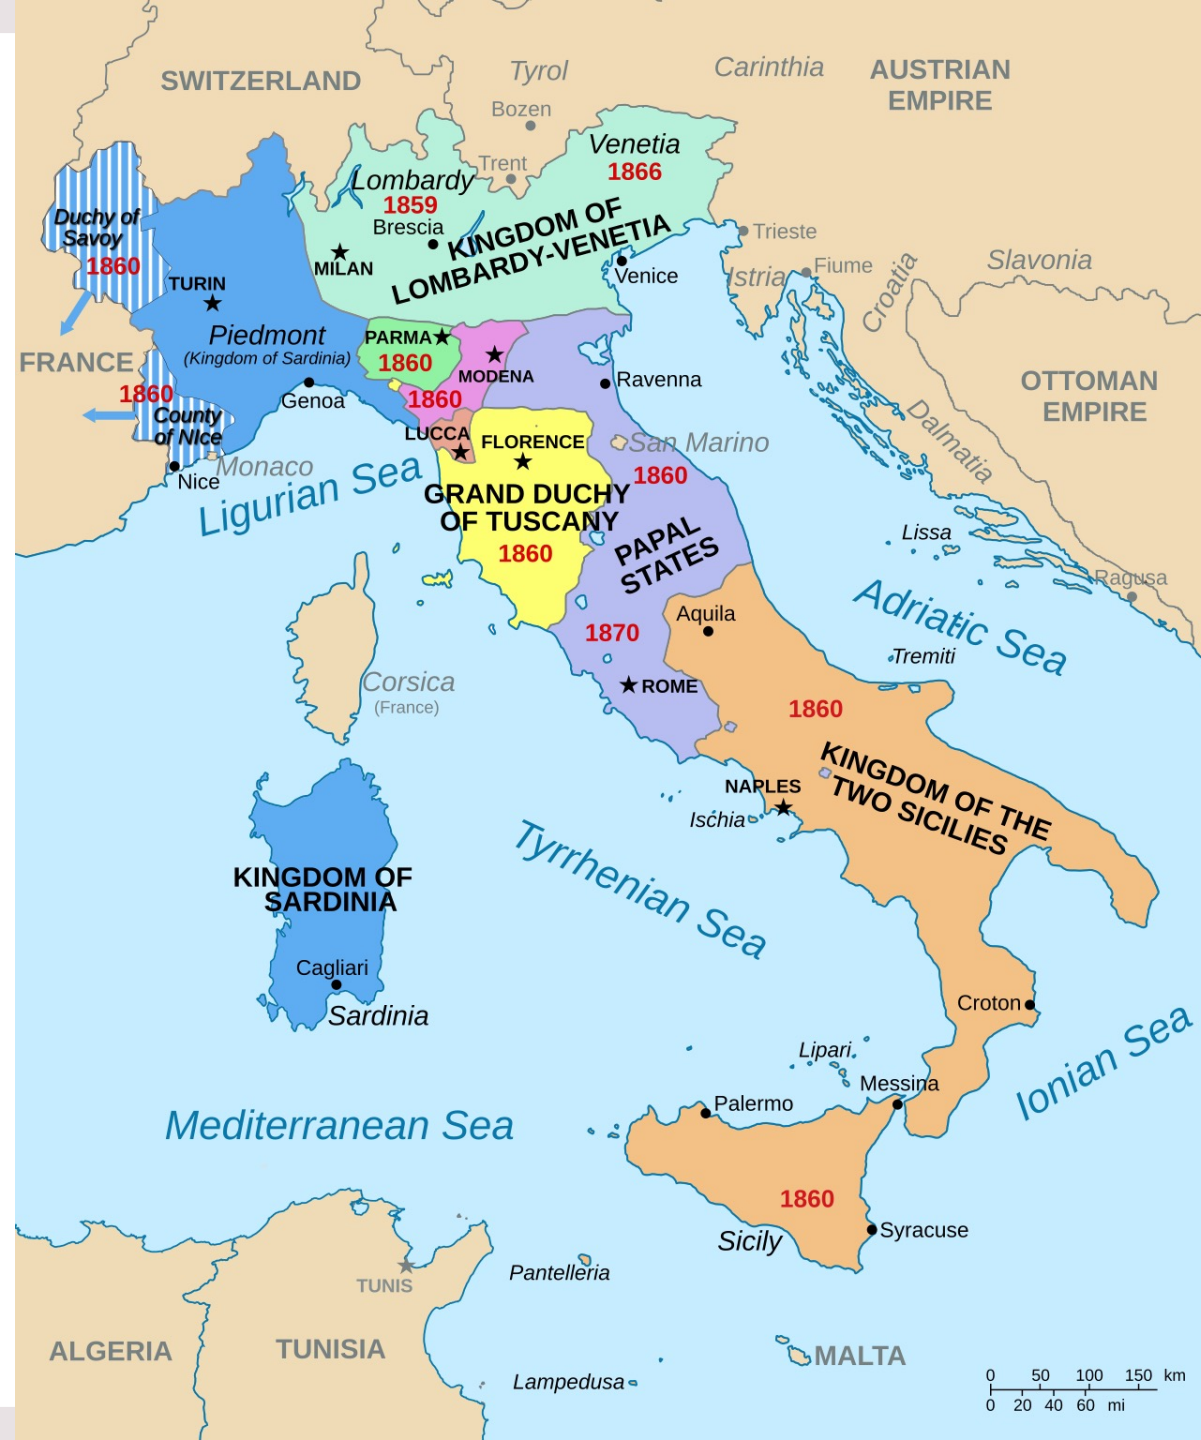 SWITZERLAND
Tyrol
Carinthia
AUSTRIAN
EMPIRE
Bozen
Trent
Venetia
1866
Lombardy
1859
Brescia
KINGDOM OF
LOMBARDY-VENETIA
MILAN
Duchy of
Savoy
1860
TURIN
Piedmont
(Kingdom of Sardinia)
Venice
Trieste
Istria
Fiume
Croatia
Slavonia
FRANCE
1860
County
of NIce
Genoa
PARMA
1860
MODENA
1860
Ravenna
OTTOMAN
EMPIRE
Dalmatia
LUCCA
FLORENCE
San Marino
1860
Nice
Monaco
Ligurian Sea
GRAND DUCHY
OF TUSCANY
1860
PAPAL
STATES
Lissa
Ragusa
Adriatic Sea
Tremiti
Aquila
1870
ROME
Corsica
(France)
1860
KINGDOM OF THE
TWO SICILIES
NAPLES
Ischia
Tyrrhenian Sea
KINGDOM OF
SARDINIA
Cagliari
Sardinia
Croton
Ionian Sea
Lipari
Messina
Palermo
Mediterranean Sea
1860
Sicily
Syracuse
TUNIS
Pantelleria
ALGERIA
TUNISIA
MALTA
Lampedusa
0 50 100 150 km
0 20 40 60 mi